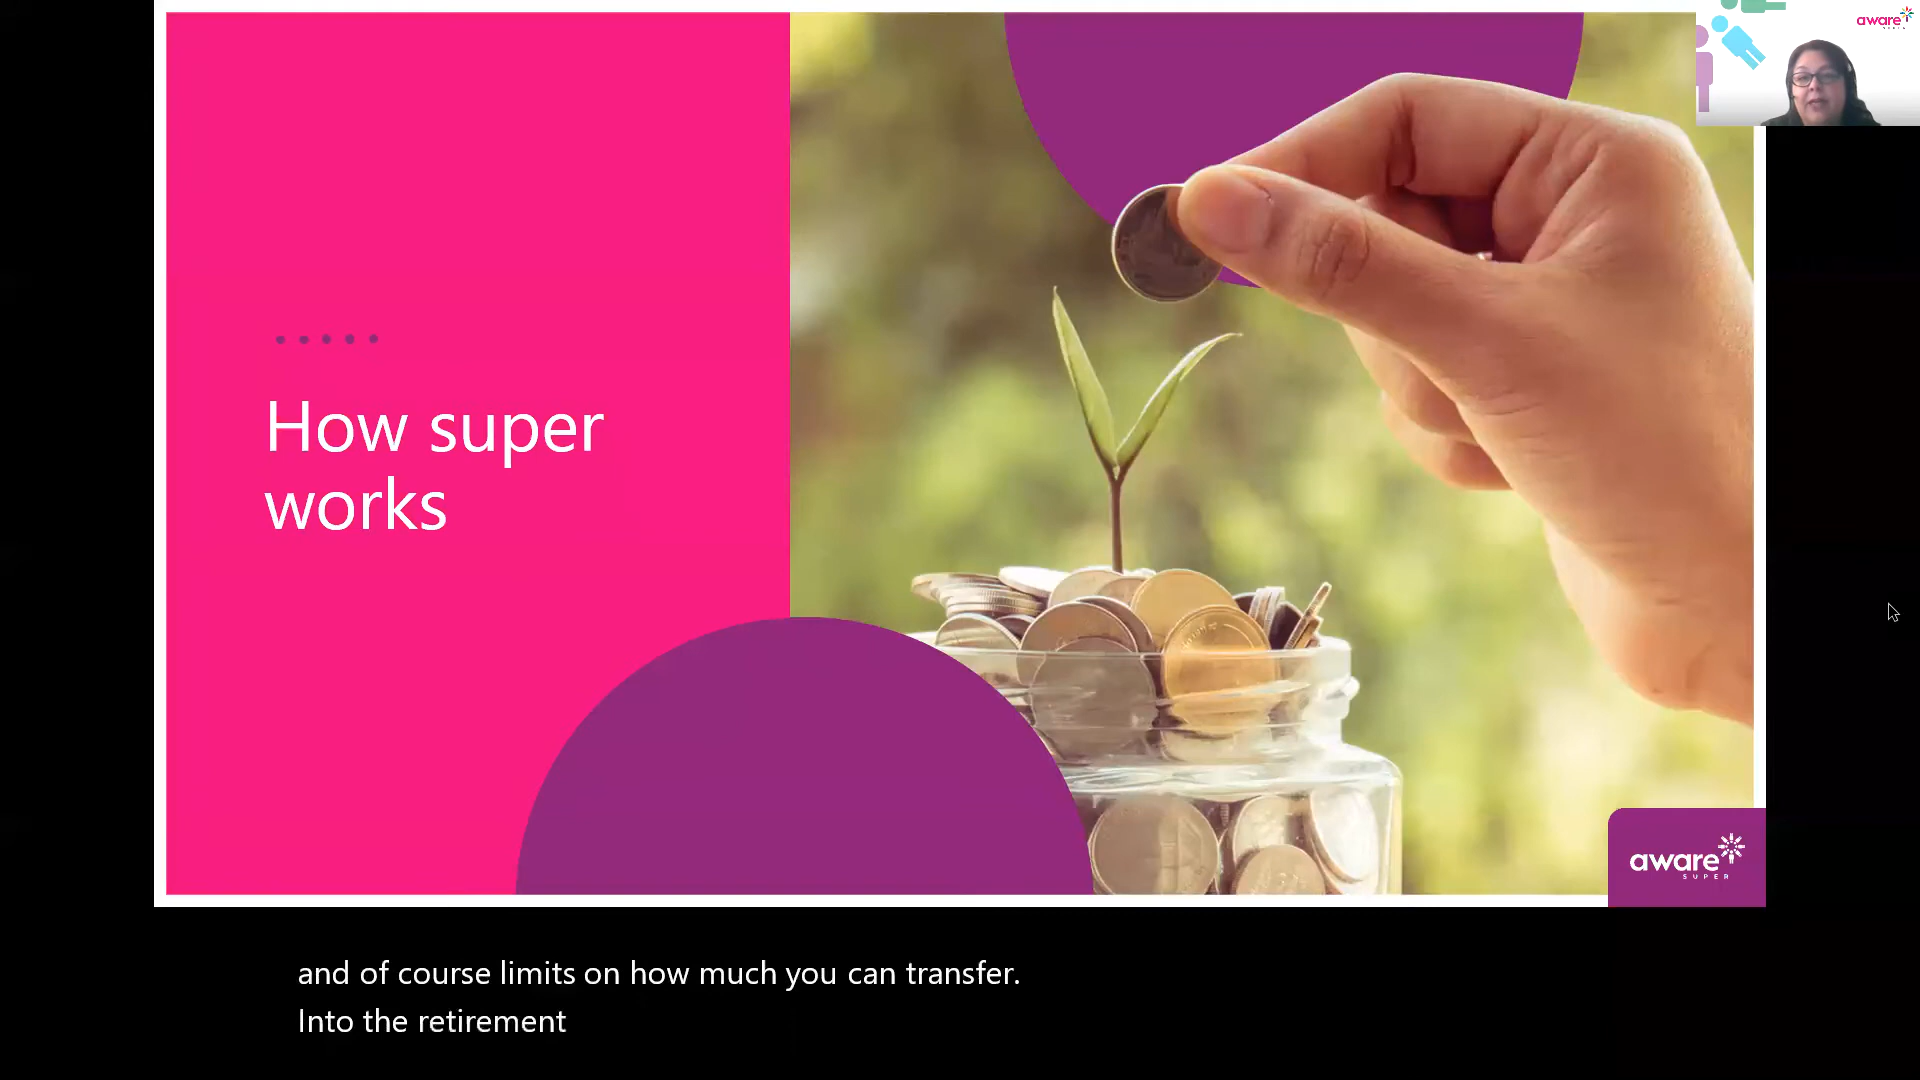 aware
How super
works
aware
SUPER
and of course limits on how much you can transfer.
Into the retirement